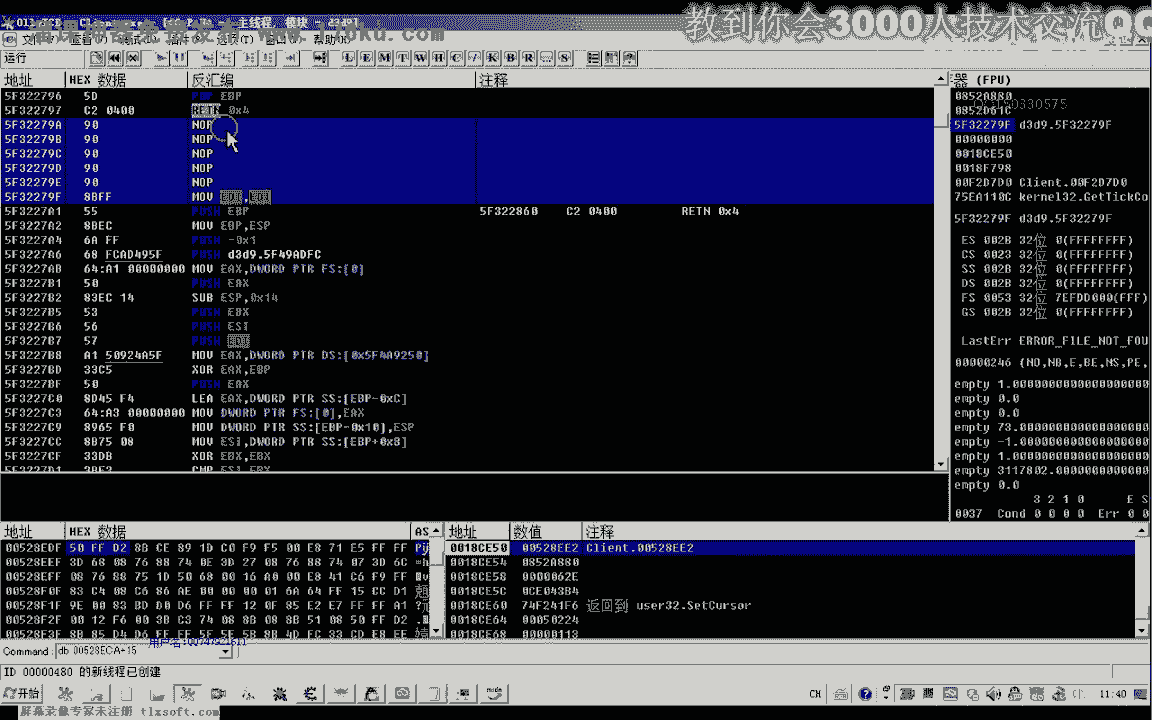 教到你会3000人技术交流QQ
运行
L E M T W H C / K B R ... S
地址 HEX 数据 反汇编 注释
器 (FPU)
5F322796 5D POP EBP
5F322797 C2 0400 RETN 0x4
5F32279A 90 NOP
5F32279B 90 NOP
5F32279C 90 NOP
5F32279D 90 NOP
5F32279E 90 NOP
5F32279F 8BFF MOV EDI,EDI
5F3227A1 55 PUSH EBP 5F322860 C2 0400 RETN 0x4
5F3227A2 8BEC MOV EBP,ESP
5F3227A4 6A FF PUSH -0x1
5F3227A6 68 FCAD495F PUSH d3d9.5F49ADFC
5F3227AB 64:A1 00000000 MOV EAX,DWORD PTR FS:[0]
5F3227B1 50 PUSH EAX
5F3227B2 83EC 14 SUB ESP,0x14
5F3227B5 53 PUSH EBX
5F3227B6 56 PUSH ESI
5F3227B7 57 PUSH EDI
5F3227B8 A1 50924A5F MOV EAX,DWORD PTR DS:[0x5F4A9250]
5F3227BD 33C5 XOR EAX,EBP
5F3227BF 50 PUSH EAX
5F3227C0 8D45 F4 LEA EAX,DWORD PTR SS:[EBP-0xC]
5F3227C3 64:A3 00000000 MOV DWORD PTR FS:[0],EAX
5F3227C9 8965 F0 MOV DWORD PTR SS:[EBP-0x10],ESP
5F3227CC 8B75 08 MOV ESI,DWORD PTR SS:[EBP+0x8]
5F3227CF 33DB XOR EBX,EBX
5F3227D1 3BF3 CMP ESI,EBX
0852A880
0852D61C
5F32279F d3d9.5F32279F
00000000
0018CE50
0018F798
00F2D7D0 Client.00F2D7D0
75EA110C kernel32.GetTickCo
5F32279F d3d9.5F32279F
ES 002B 32位 0(FFFFFFFF)
CS 0023 32位 0(FFFFFFFF)
SS 002B 32位 0(FFFFFFFF)
DS 002B 32位 0(FFFFFFFF)
FS 0053 32位 7EFDD000(FFF)
GS 002B 32位 0(FFFFFFFF)
LastErr ERROR_FILE_NOT_FOU
00000246 (NO,NB,E,BE,NS,PE,
empty 1.0000000000000000000
empty 0.0
empty 0.0
empty 73.000000000000000000
empty -1.000000000000000000
empty 1.0000000000000000000
empty 3117802.0000000000000
empty 0.0
3 2 1 0 E S
0037 Cond 0 0 0 0 Err 0 0
地址 HEX 数据 AS
00528EDF 50 FF D2 8B CE 89 1D C0 F9 F5 00 E8 71 E5 FF FF
00528EEF 3D 68 08 76 88 74 0E 3D 27 08 76 88 74 07 3D 6C
00528EFF 08 76 88 75 1D 50 68 00 16 A0 00 E8 41 C6 F9 FF
00528F0F 83 C4 08 C6 86 AE 00 00 00 01 6A 64 FF 15 CC D1
00528F1F 9E 00 83 BD D0 D6 FF FF 12 0F 85 E2 E7 FF FF A1
00528F2F 00 12 F6 00 3B C3 74 08 8B 08 8B 51 08 50 FF D2
00528F3F 8B 85 D4 D6 FF FF 5F 5E 5B 8B 4D FC 33 CD E8 EE
地址 数值 注释
0018CE50 00528EE2 Client.00528EE2
0018CE54 0852A880
0018CE58 0000062E
0018CE5C 0CE043B4
0018CE60 74F241F6 返回到 user32.SetCursor
0018CE64 00050224
0018CE68 00000113
Command: db 00528ECA+15
ID 00000480 的新线程已创建
开始
CH
11:40
屏幕录像专家未注册 tlxsoft.com